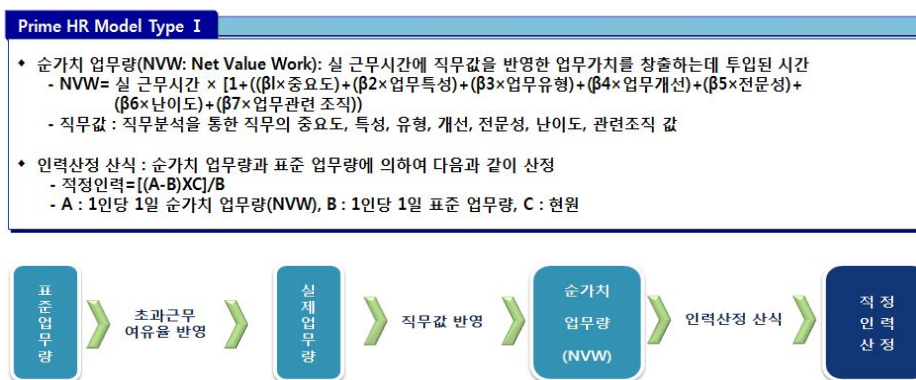 Prime HR Model Type Ⅰ
◆ 순가치 업무량(NVW: Net Value Work): 실 근무시간에 직무값을 반영한 업무가치를 창출하는데 투입된 시간
- NVW= 실 근무시간 × [1+((βl×중요도)+(β2×업무특성)+(β3×업무유형)+(β4×업무개선)+(β5×전문성)+
(β6×난이도)+(β7×업무관련 조직))
- 직무값 : 직무분석을 통한 직무의 중요도, 특성, 유형, 개선, 전문성, 난이도, 관련조직 값
◆ 인력산정 산식 : 순가치 업무량과 표준 업무량에 의하여 다음과 같이 산정
- 적정인력=[(A-B)XC]/B
- A : 1인당 1일 순가치 업무량(NVW), B : 1인당 1일 표준 업무량, C : 현원
표준업무량
초과근무
여유율 반영
실제업무량
직무값 반영
순가치
업무량
(NVW)
인력산정 산식
적 정
인 력
산 정